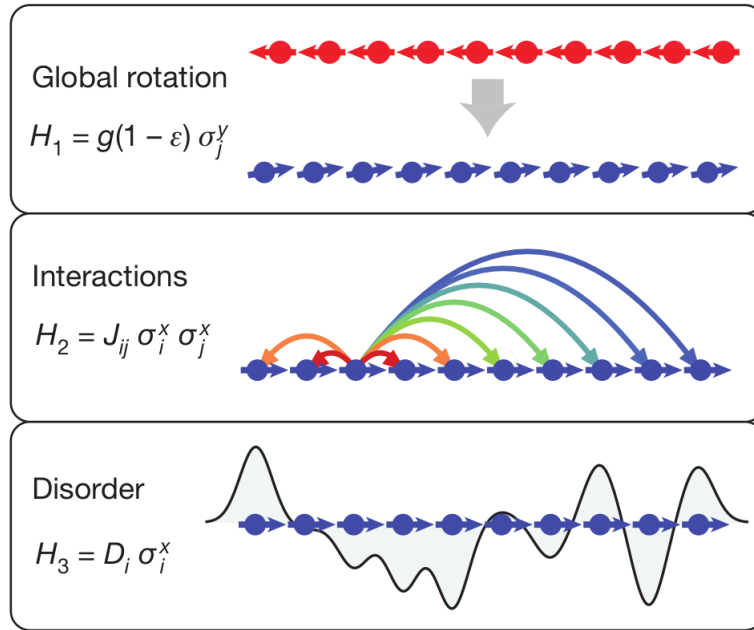 Global rotation
H₁ = g(1 − ε) σⱼʸ
Interactions
H₂ = Jᵢⱼ σᵢˣ σⱼˣ
Disorder
H₃ = Dᵢ σᵢˣ